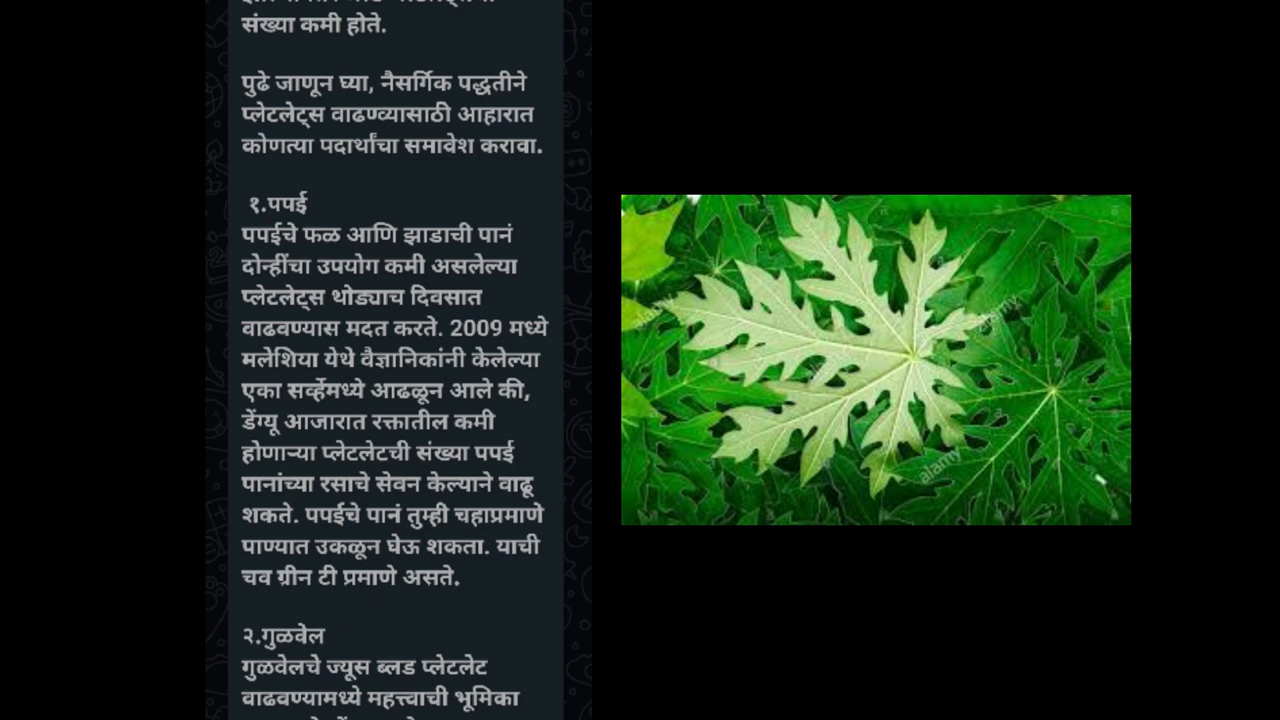 संख्या कमी होते.
पुढे जाणून घ्या, नैसर्गिक पद्धतीने
प्लेटलेट्स वाढण्व्यासाठी आहारात
कोणत्या पदार्थांचा समावेश करावा.
१.पपई
पपईचे फळ आणि झाडाची पानं
दोन्हींचा उपयोग कमी असलेल्या
प्लेटलेट्स थोड्याच दिवसात
वाढवण्यास मदत करते. 2009 मध्ये
मलेशिया येथे वैज्ञानिकांनी केलेल्या
एका सर्व्हेमध्ये आढळून आले की,
डेंग्यू आजारात रक्तातील कमी
होणाऱ्या प्लेटलेटची संख्या पपई
पानांच्या रसाचे सेवन केल्याने वाढू
शकते. पपईचे पानं तुम्ही चहाप्रमाणे
पाण्यात उकळून घेऊ शकता. याची
चव ग्रीन टी प्रमाणे असते.
२.गुळवेल
गुळवेलचे ज्यूस ब्लड प्लेटलेट
वाढवण्यामध्ये महत्त्वाची भूमिका
alamy
alamy